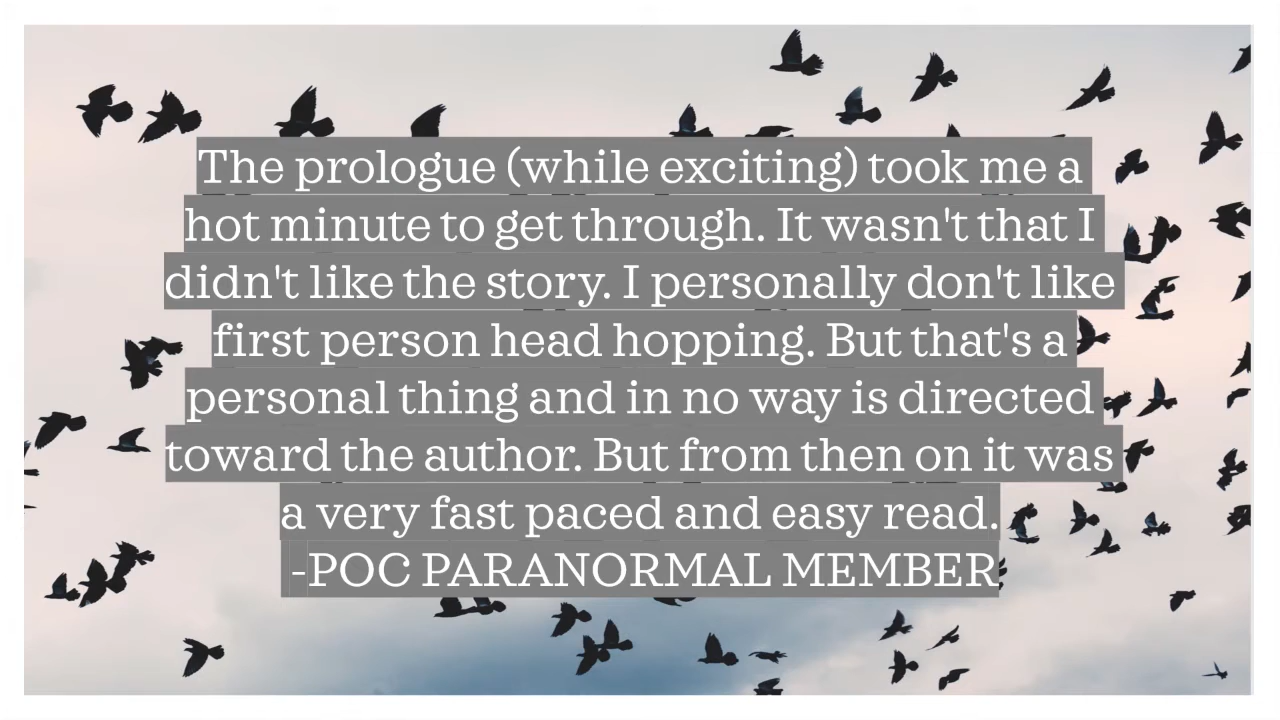 The prologue (while exciting) took me a
hot minute to get through. It wasn't that I
didn't like the story. I personally don't like
first person head hopping. But that's a
personal thing and in no way is directed
toward the author. But from then on it was
a very fast paced and easy read.
-POC PARANORMAL MEMBER